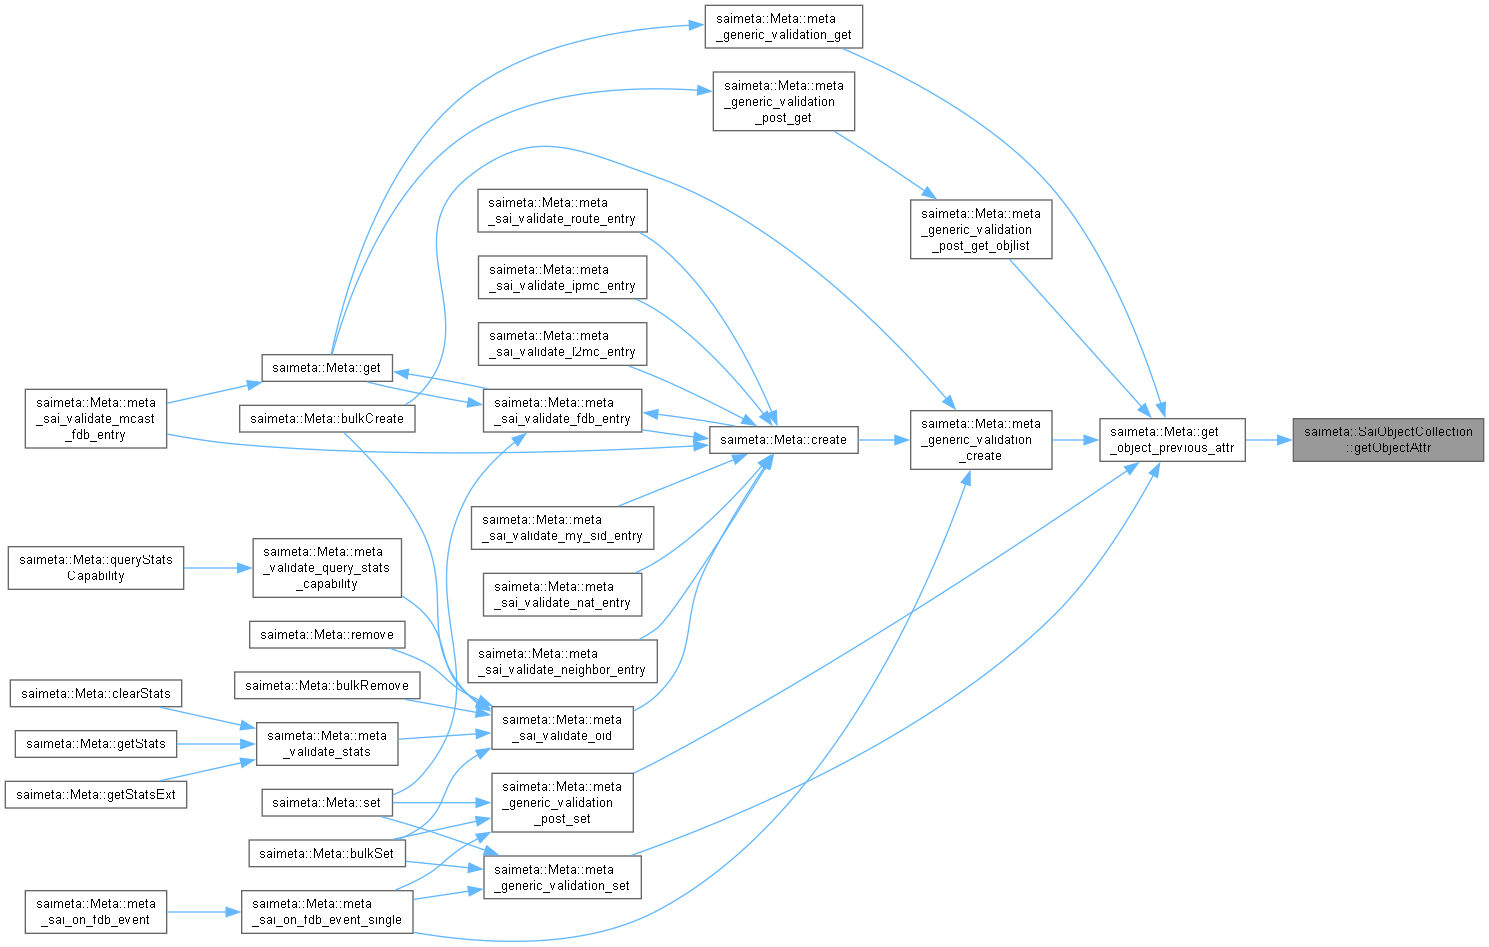 saimeta::Meta::meta
_generic_validation_get
saimeta::Meta::meta
_generic_validation
_post_get
saimeta::Meta::meta
_sai_validate_route_entry
saimeta::Meta::meta
_generic_validation
_post_get_objlist
saimeta::Meta::meta
_sai_validate_ipmc_entry
saimeta::Meta::meta
_sai_validate_l2mc_entry
saimeta::Meta::get
saimeta::Meta::meta
_sai_validate_mcast
_fdb_entry
saimeta::Meta::bulkCreate
saimeta::Meta::meta
_sai_validate_fdb_entry
saimeta::Meta::create
saimeta::Meta::meta
_generic_validation
_create
saimeta::Meta::get
_object_previous_attr
saimeta::SaiObjectCollection
::getObjectAttr
saimeta::Meta::meta
_sai_validate_my_sid_entry
saimeta::Meta::queryStats
Capability
saimeta::Meta::meta
_validate_query_stats
_capability
saimeta::Meta::meta
_sai_validate_nat_entry
saimeta::Meta::remove
saimeta::Meta::meta
_sai_validate_neighbor_entry
saimeta::Meta::bulkRemove
saimeta::Meta::clearStats
saimeta::Meta::meta
_sai_validate_oid
saimeta::Meta::getStats
saimeta::Meta::meta
_validate_stats
saimeta::Meta::getStatsExt
saimeta::Meta::set
saimeta::Meta::meta
_generic_validation
_post_set
saimeta::Meta::bulkSet
saimeta::Meta::meta
_generic_validation_set
saimeta::Meta::meta
_sai_on_fdb_event
saimeta::Meta::meta
_sai_on_fdb_event_single